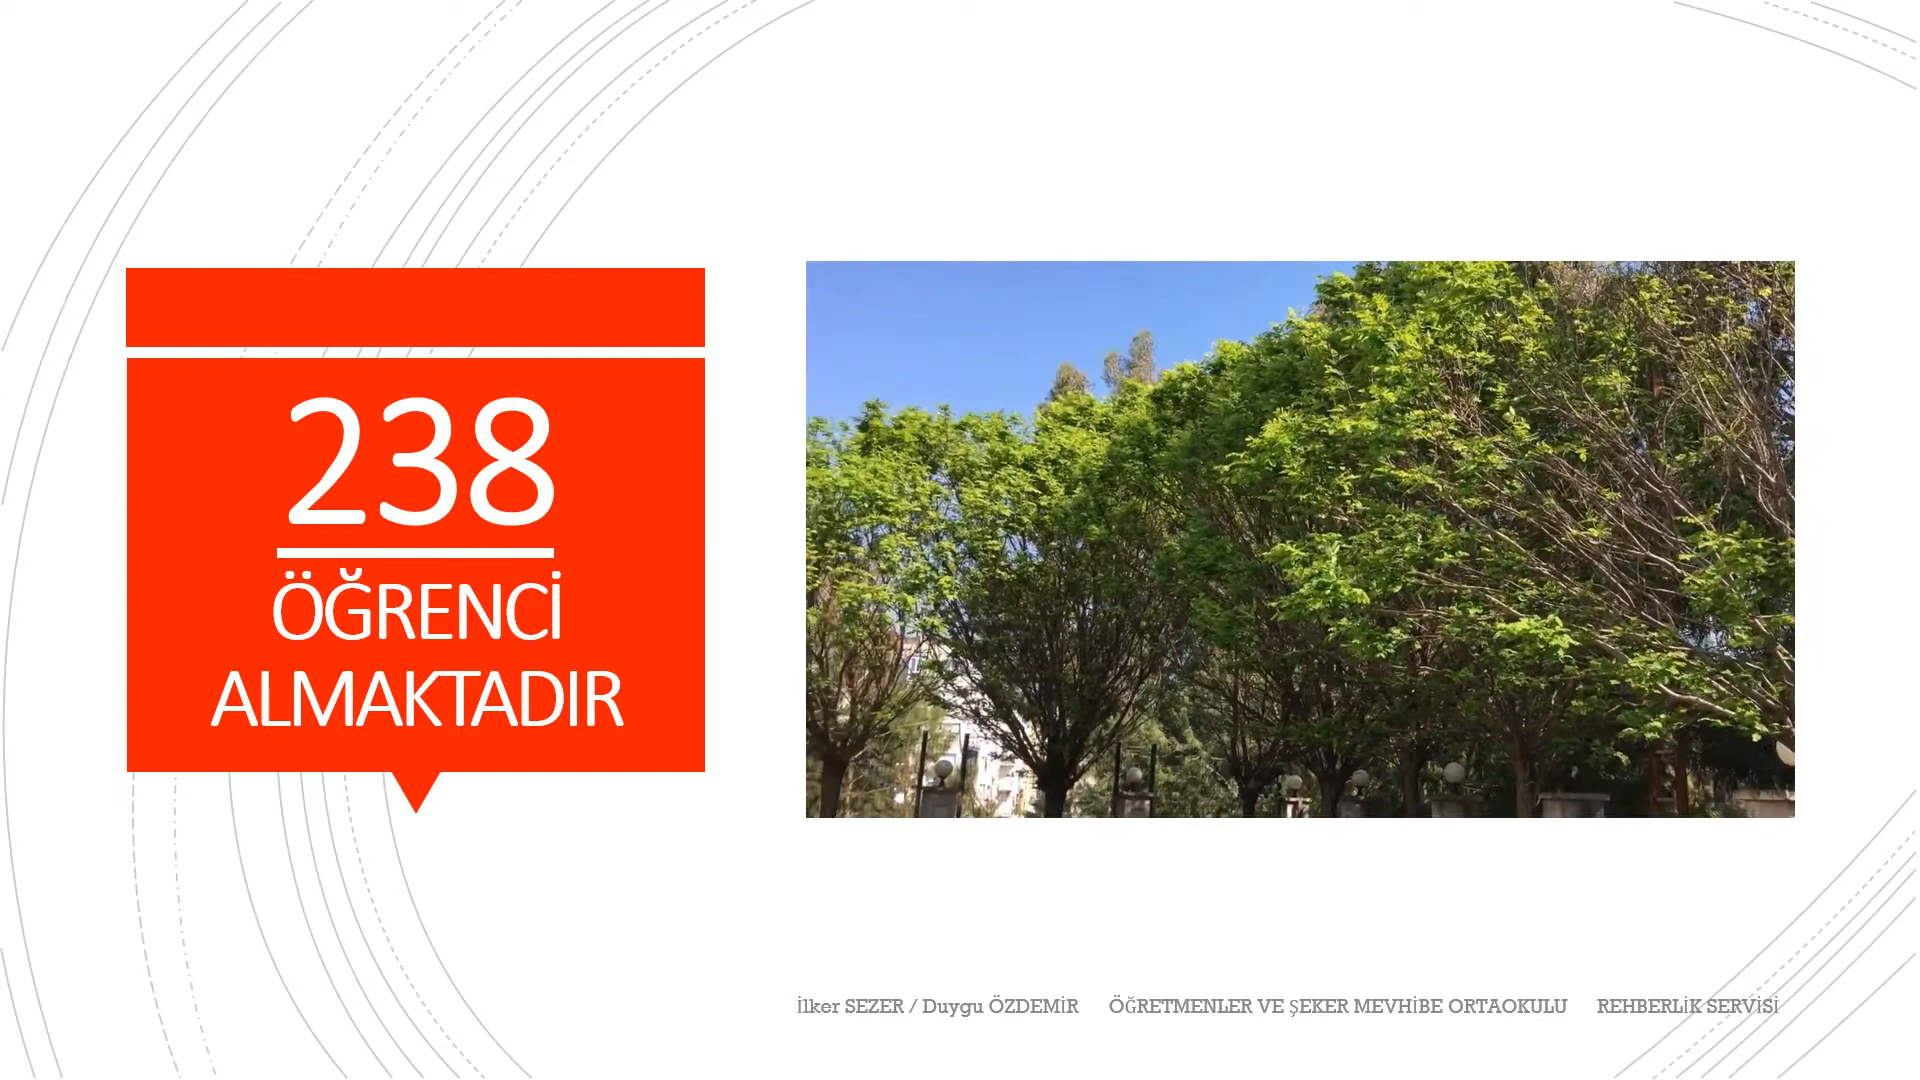 238
ÖĞRENCİ
ALMAKTADIR
İlker SEZER / Duygu ÖZDEMİR ÖĞRETMENLER VE ŞEKER MEVHİBE ORTAOKULU REHBERLİK SERVİSİ